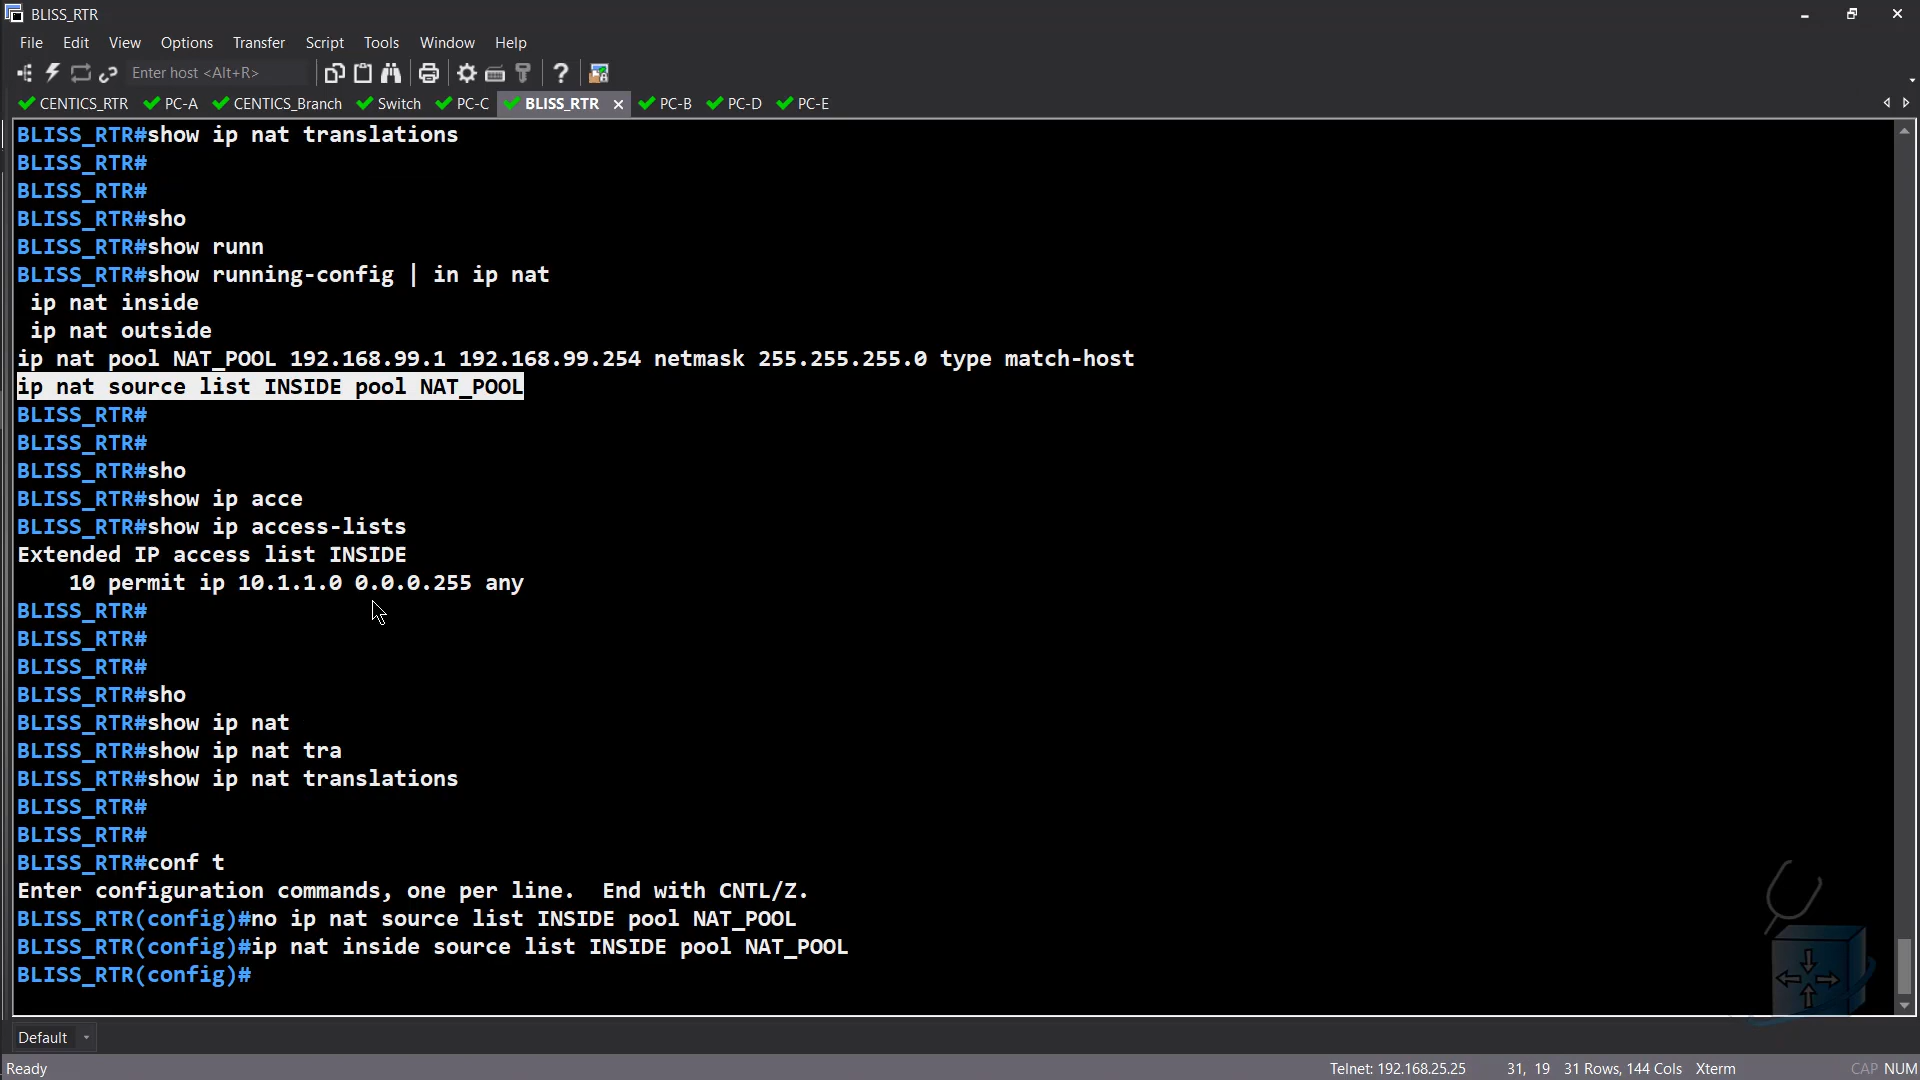 BLISS_RTR
File Edit View Options Transfer Script Tools Window Help
Enter host <Alt+R>
CENTICS_RTR PC-A CENTICS_Branch Switch PC-C BLISS_RTR PC-B PC-D PC-E
BLISS_RTR#show ip nat translations
BLISS_RTR#
BLISS_RTR#
BLISS_RTR#sho
BLISS_RTR#show runn
BLISS_RTR#show running-config | in ip nat
 ip nat inside
 ip nat outside
ip nat pool NAT_POOL 192.168.99.1 192.168.99.254 netmask 255.255.255.0 type match-host
ip nat source list INSIDE pool NAT_POOL
BLISS_RTR#
BLISS_RTR#
BLISS_RTR#sho
BLISS_RTR#show ip acce
BLISS_RTR#show ip access-lists
Extended IP access list INSIDE
    10 permit ip 10.1.1.0 0.0.0.255 any
BLISS_RTR#
BLISS_RTR#
BLISS_RTR#
BLISS_RTR#sho
BLISS_RTR#show ip nat
BLISS_RTR#show ip nat tra
BLISS_RTR#show ip nat translations
BLISS_RTR#
BLISS_RTR#
BLISS_RTR#conf t
Enter configuration commands, one per line.  End with CNTL/Z.
BLISS_RTR(config)#no ip nat source list INSIDE pool NAT_POOL
BLISS_RTR(config)#ip nat inside source list INSIDE pool NAT_POOL
BLISS_RTR(config)#
Default
Ready Telnet: 192.168.25.25 31, 19 31 Rows, 144 Cols Xterm CAP NUM